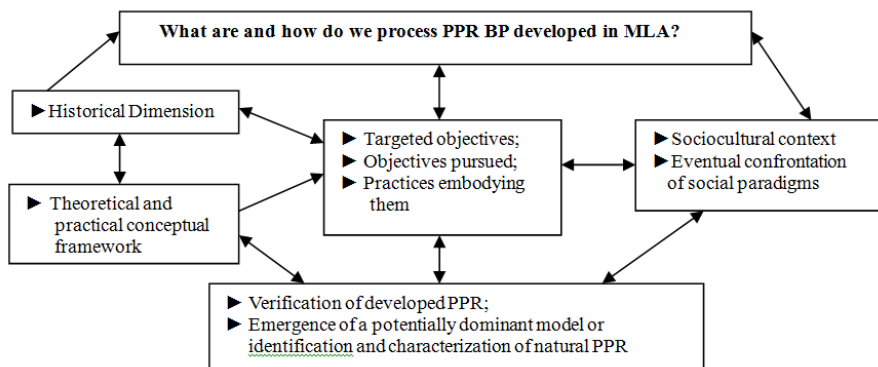 What are and how do we process PPR BP developed in MLA?
► Historical Dimension
► Targeted objectives;
► Objectives pursued;
► Practices embodying
them
► Sociocultural context
► Eventual confrontation
of social paradigms
► Theoretical and
practical conceptual
framework
► Verification of developed PPR;
► Emergence of a potentially dominant model or
identification and characterization of natural PPR